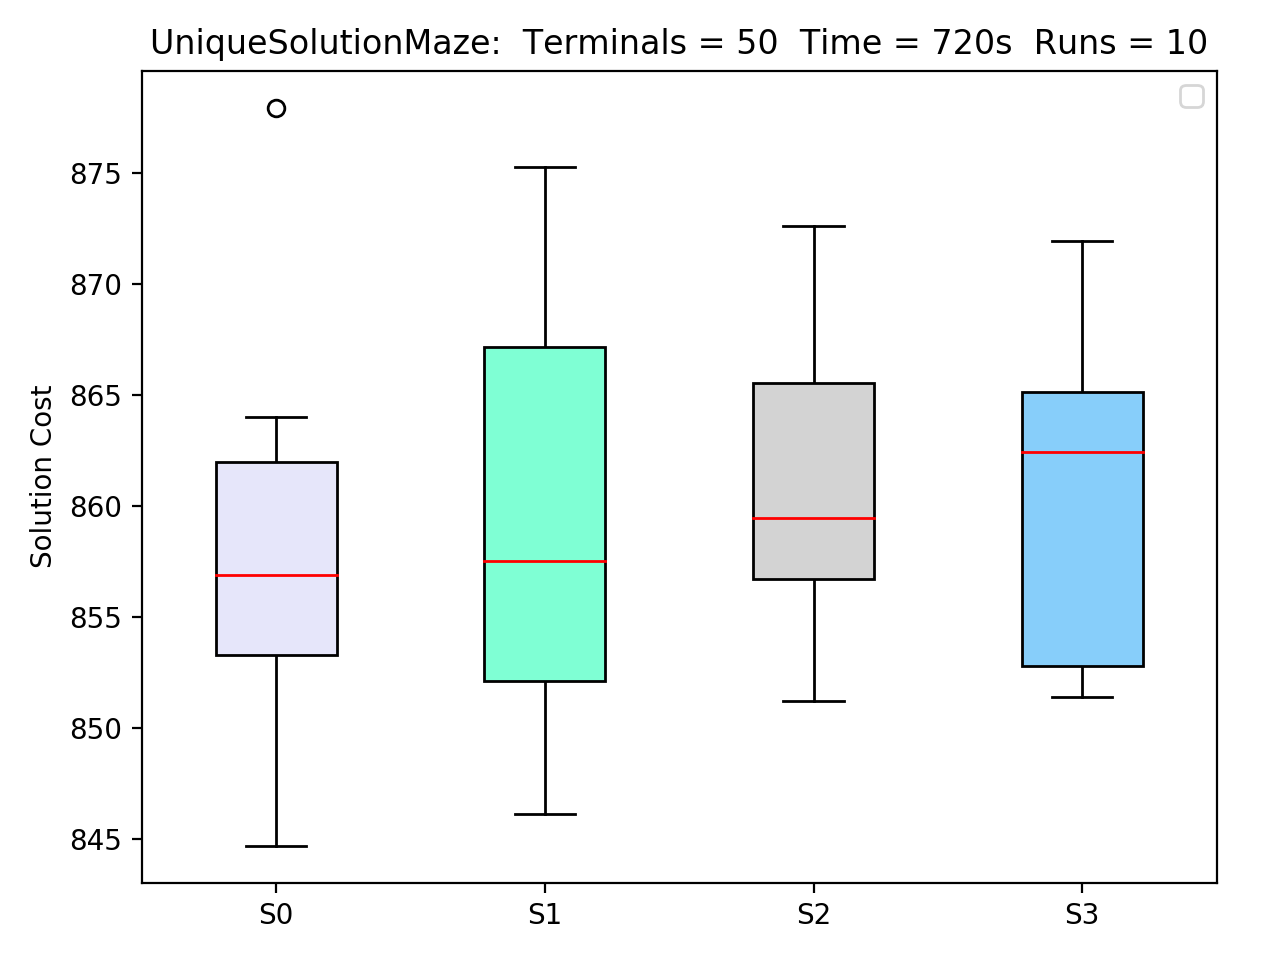 UniqueSolutionMaze:  Terminals = 50  Time = 720s  Runs = 10
Solution Cost
875
870
865
860
855
850
845
S0 S1 S2 S3